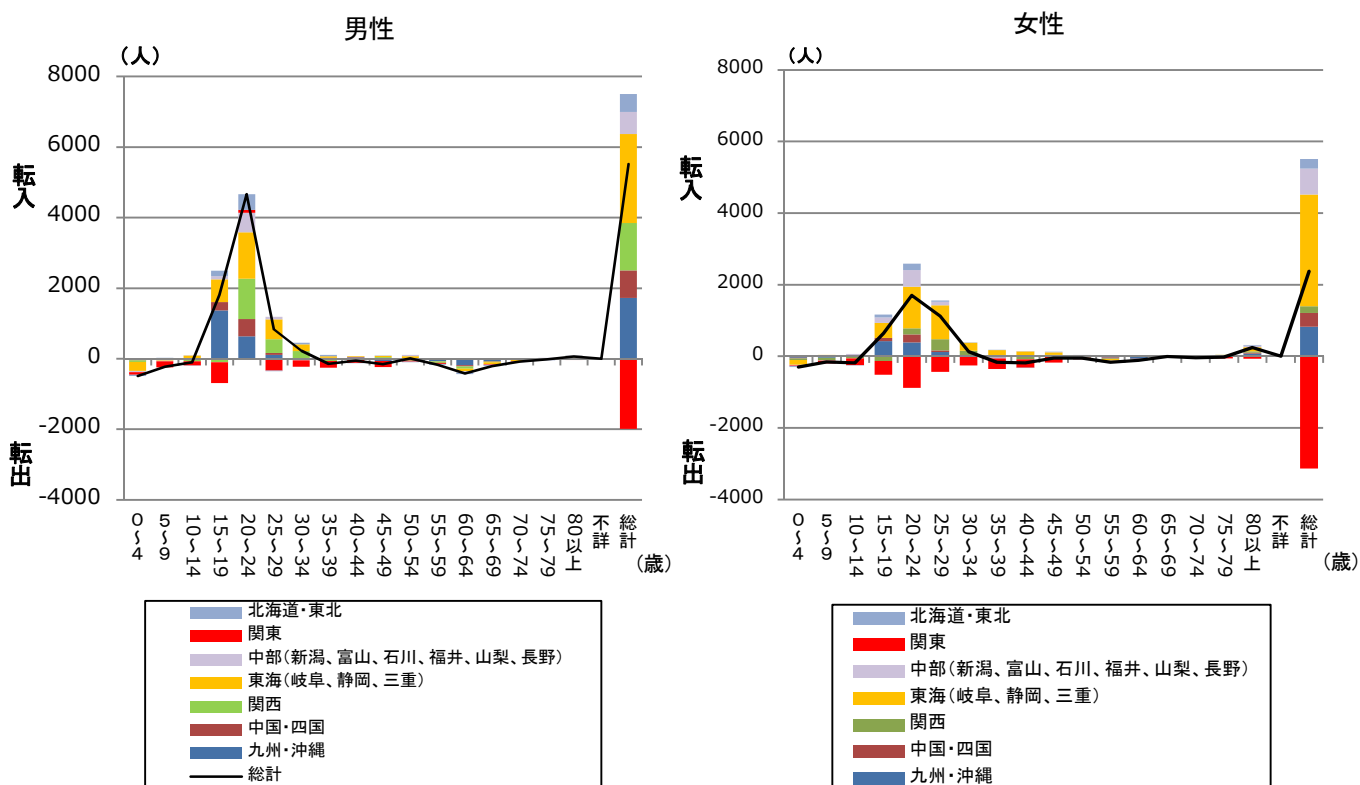 男性
(人)
8000
6000
4000
2000
0
-2000
-4000
転入
転出
0~4
5~9
10~14
15~19
20~24
25~29
30~34
35~39
40~44
45~49
50~54
55~59
60~64
65~69
70~74
75~79
80以上
不詳
総計
(歳)
北海道・東北
関東
中部(新潟、富山、石川、福井、山梨、長野)
東海(岐阜、静岡、三重)
関西
中国・四国
九州・沖縄
総計
女性
(人)
8000
6000
4000
2000
0
-2000
-4000
転入
転出
0~4
5~9
10~14
15~19
20~24
25~29
30~34
35~39
40~44
45~49
50~54
55~59
60~64
65~69
70~74
75~79
80以上
不詳
総計
(歳)
北海道・東北
関東
中部(新潟、富山、石川、福井、山梨、長野)
東海(岐阜、静岡、三重)
関西
中国・四国
九州・沖縄